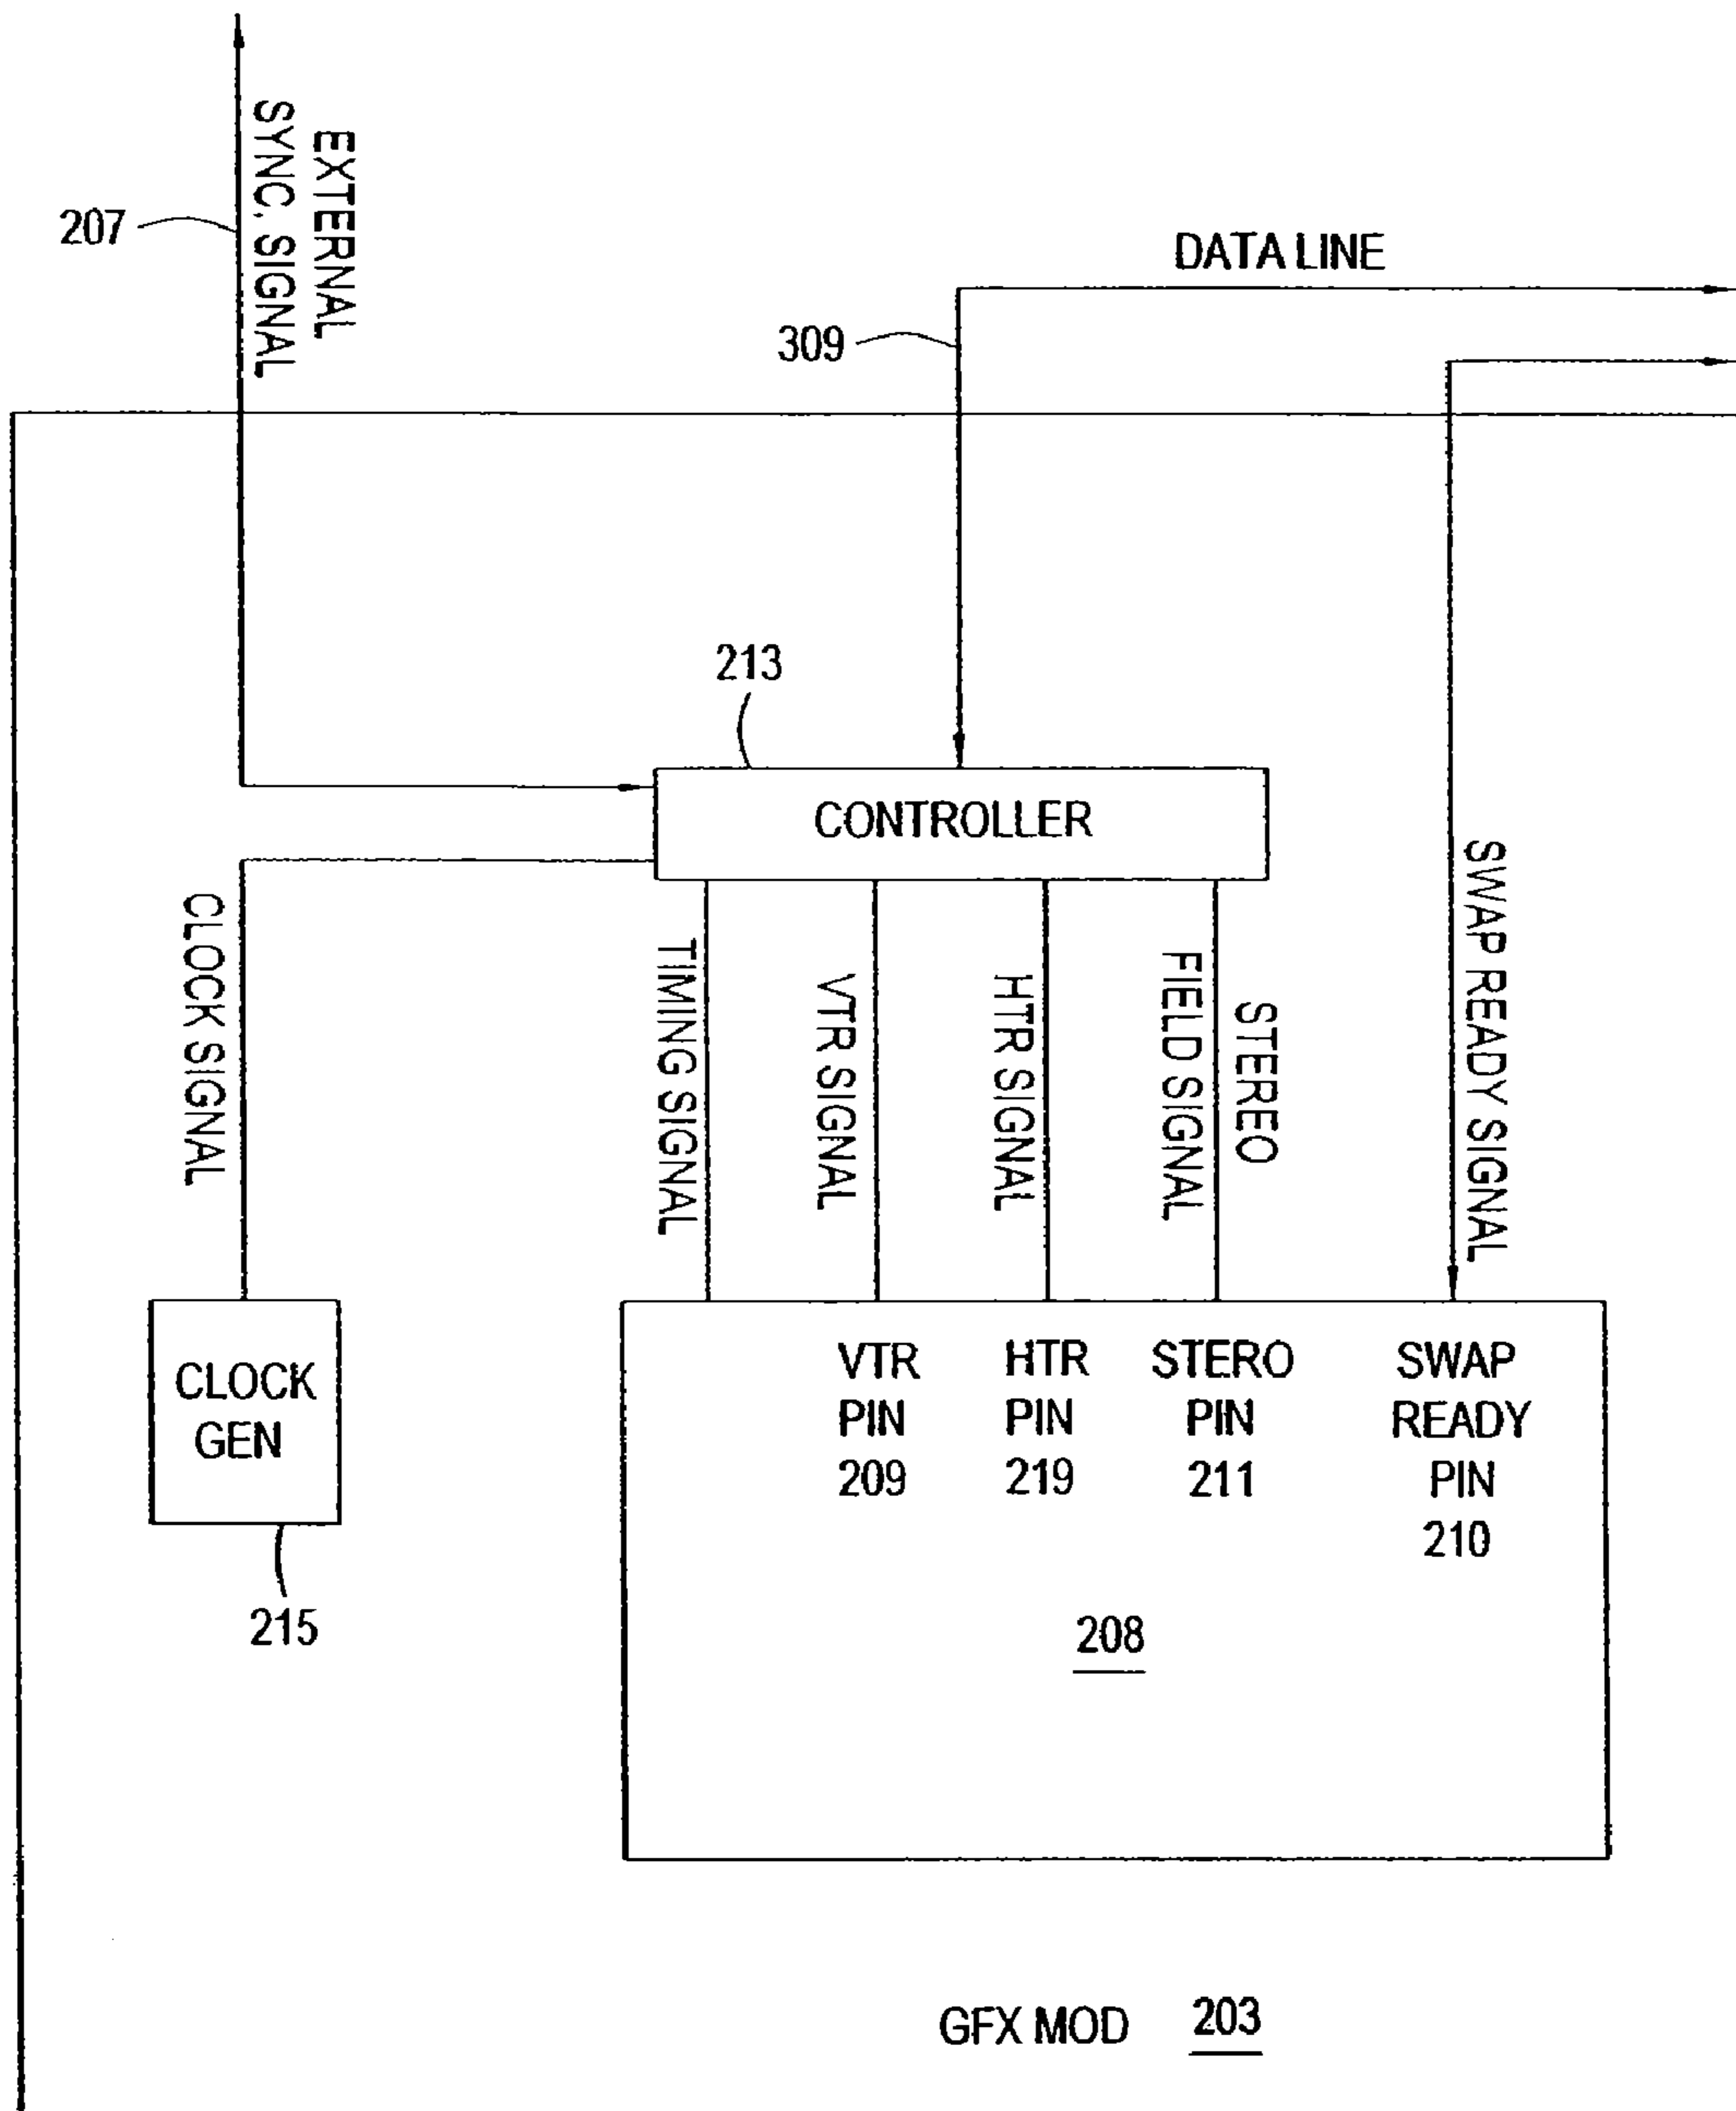 EXTERNAL
SYNC. SIGNAL
207
DATA LINE
309
213
CONTROLLER
CLOCK SIGNAL
TIMING SIGNAL
VTR SIGNAL
HTR SIGNAL
STEREO
FIELD SIGNAL
SWAP READY SIGNAL
CLOCK
GEN
215
VTR
PIN
209
HTR
PIN
219
STERO
PIN
211
SWAP
READY
PIN
210
208
GFX MOD 203